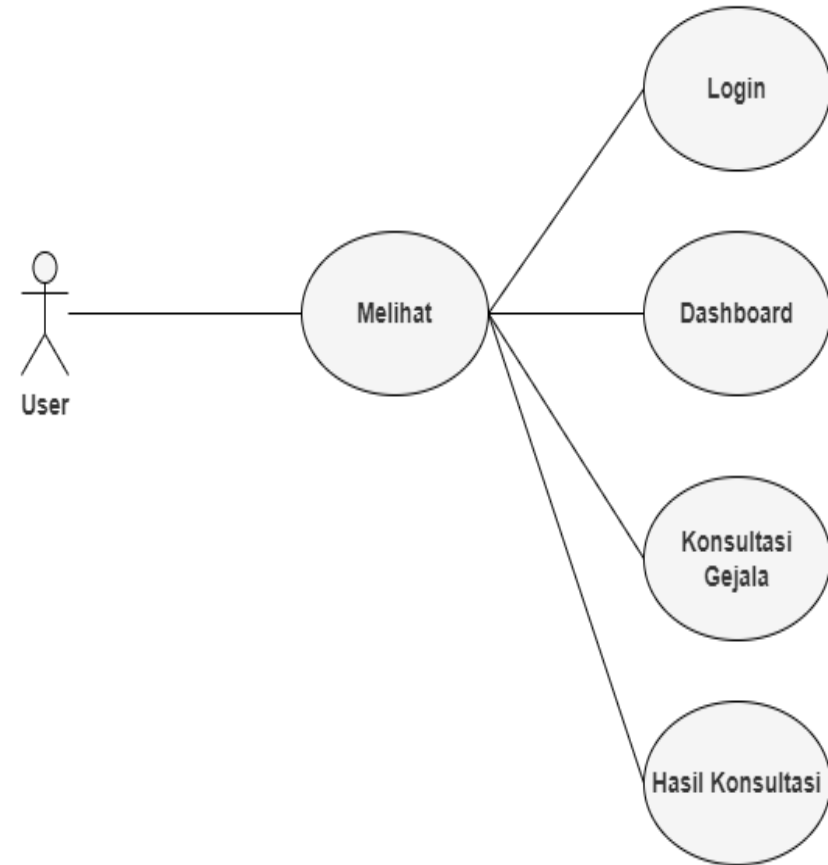 Login
Melihat
Dashboard
User
Konsultasi
Gejala
Hasil Konsultasi